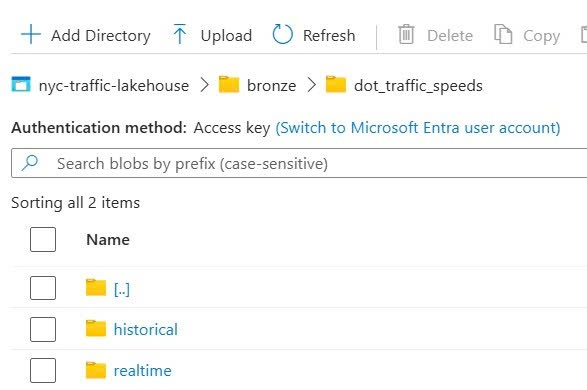 Add Directory Upload Refresh Delete Copy
nyc-traffic-lakehouse > bronze > dot_traffic_speeds
Authentication method: Access key (Switch to Microsoft Entra user account)
Search blobs by prefix (case-sensitive)
Sorting all 2 items
Name
[..]
historical
realtime